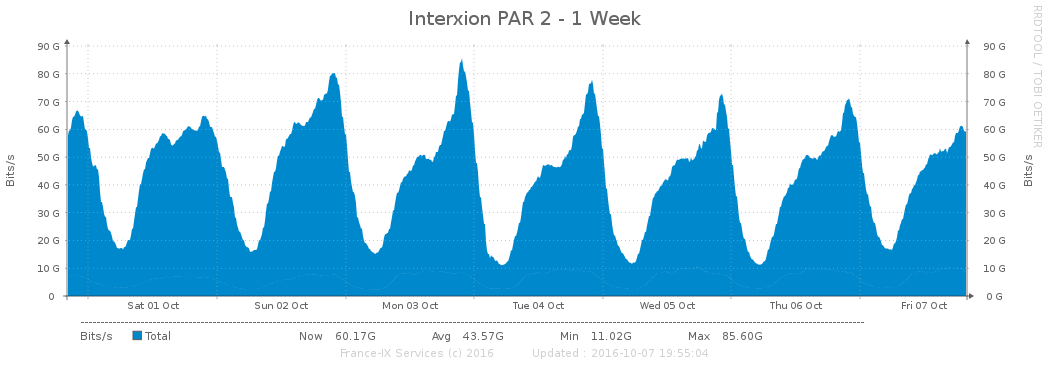 Interxion PAR 2 - 1 Week
RRDTOOL / TOBI OETIKER
90 G 90 G
80 G 80 G
70 G 70 G
60 G 60 G
50 G 50 G
40 G 40 G
30 G 30 G
20 G 20 G
10 G 10 G
0 0 G
Bits/s Bits/s
Sat 01 Oct Sun 02 Oct Mon 03 Oct Tue 04 Oct Wed 05 Oct Thu 06 Oct Fri 07 Oct
Bits/s Total Now 60.17G Avg 43.57G Min 11.02G Max 85.60G
France-IX Services (c) 2016 Updated : 2016-10-07 19:55:04